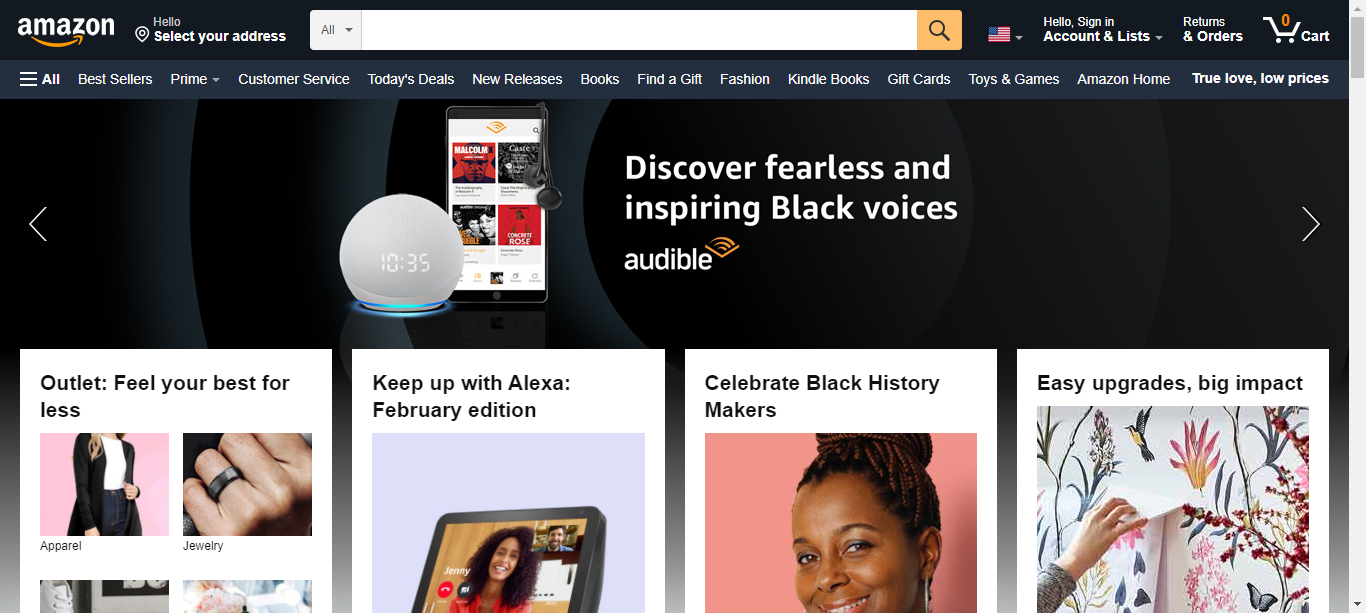 amazon
Hello
Select your address
All
Hello, Sign in
Account & Lists
Returns
& Orders
0
Cart
All
Best Sellers
Prime
Customer Service
Today's Deals
New Releases
Books
Find a Gift
Fashion
Kindle Books
Gift Cards
Toys & Games
Amazon Home
True love, low prices
MALCOLM X
Caste
CONCRETE
ROSE
10:35
Discover fearless and
inspiring Black voices
audible
Outlet: Feel your best for
less
Apparel
Jewelry
Keep up with Alexa:
February edition
Jenny
Celebrate Black History
Makers
Easy upgrades, big impact